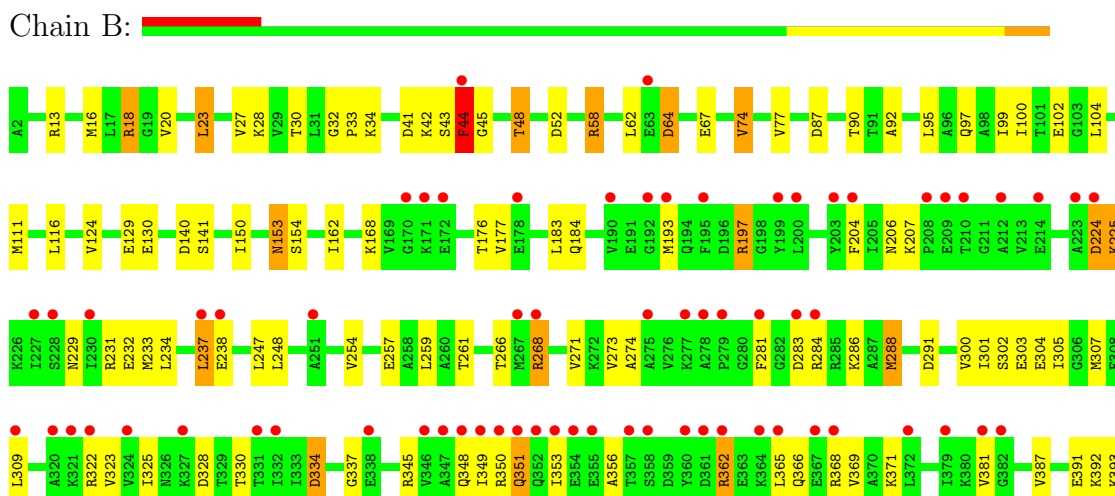 Chain B:
A2 R13 M16 L17 R18 G19 V20 L23 V27 K28 V29 T30 L31 G32 P33 K34 D41 K42 S43 F44 G45 T48 D52 R58 L62 E63 D64 E67 V74 V77 D87 T90 T91 A92 L95 A96 Q97 A98 I99 I100 T101 E102 G103 L104
M111 L116 V124 E129 E130 D140 S141 I150 N153 S154 I162 K168 V169 G170 K171 E172 T176 V177 E178 L183 Q184 V190 E191 G192 M193 Q194 F195 D196 R197 G198 Y199 L200 Y203 F204 I205 N206 K207 P208 E209 T210 G211 A212 V213 E214 A223 D224
K226 I227 S228 N229 I230 R231 E232 M233 L234 L237 E238 L247 L248 A251 V254 E257 A258 L259 A260 T261 T266 M267 R268 V271 K272 V273 A274 A275 V276 K277 A278 P279 G280 F281 G282 D283 R284 R285 K286 A287 M288 D291 V300 I301 S302 E303 E304 I305 G306 M307
L309 A320 K321 R322 V323 V324 I325 N326 K327 D328 T329 T330 T331 I332 I333 D334 G337 E338 R345 V346 A347 Q348 I349 R350 Q351 Q352 I353 E354 E355 A356 T357 S358 D359 Y360 D361 R362 E363 K364 L365 Q366 E367 R368 V369 A370 K371 L372 I379 K380 V381 G382 V387 E391 K392